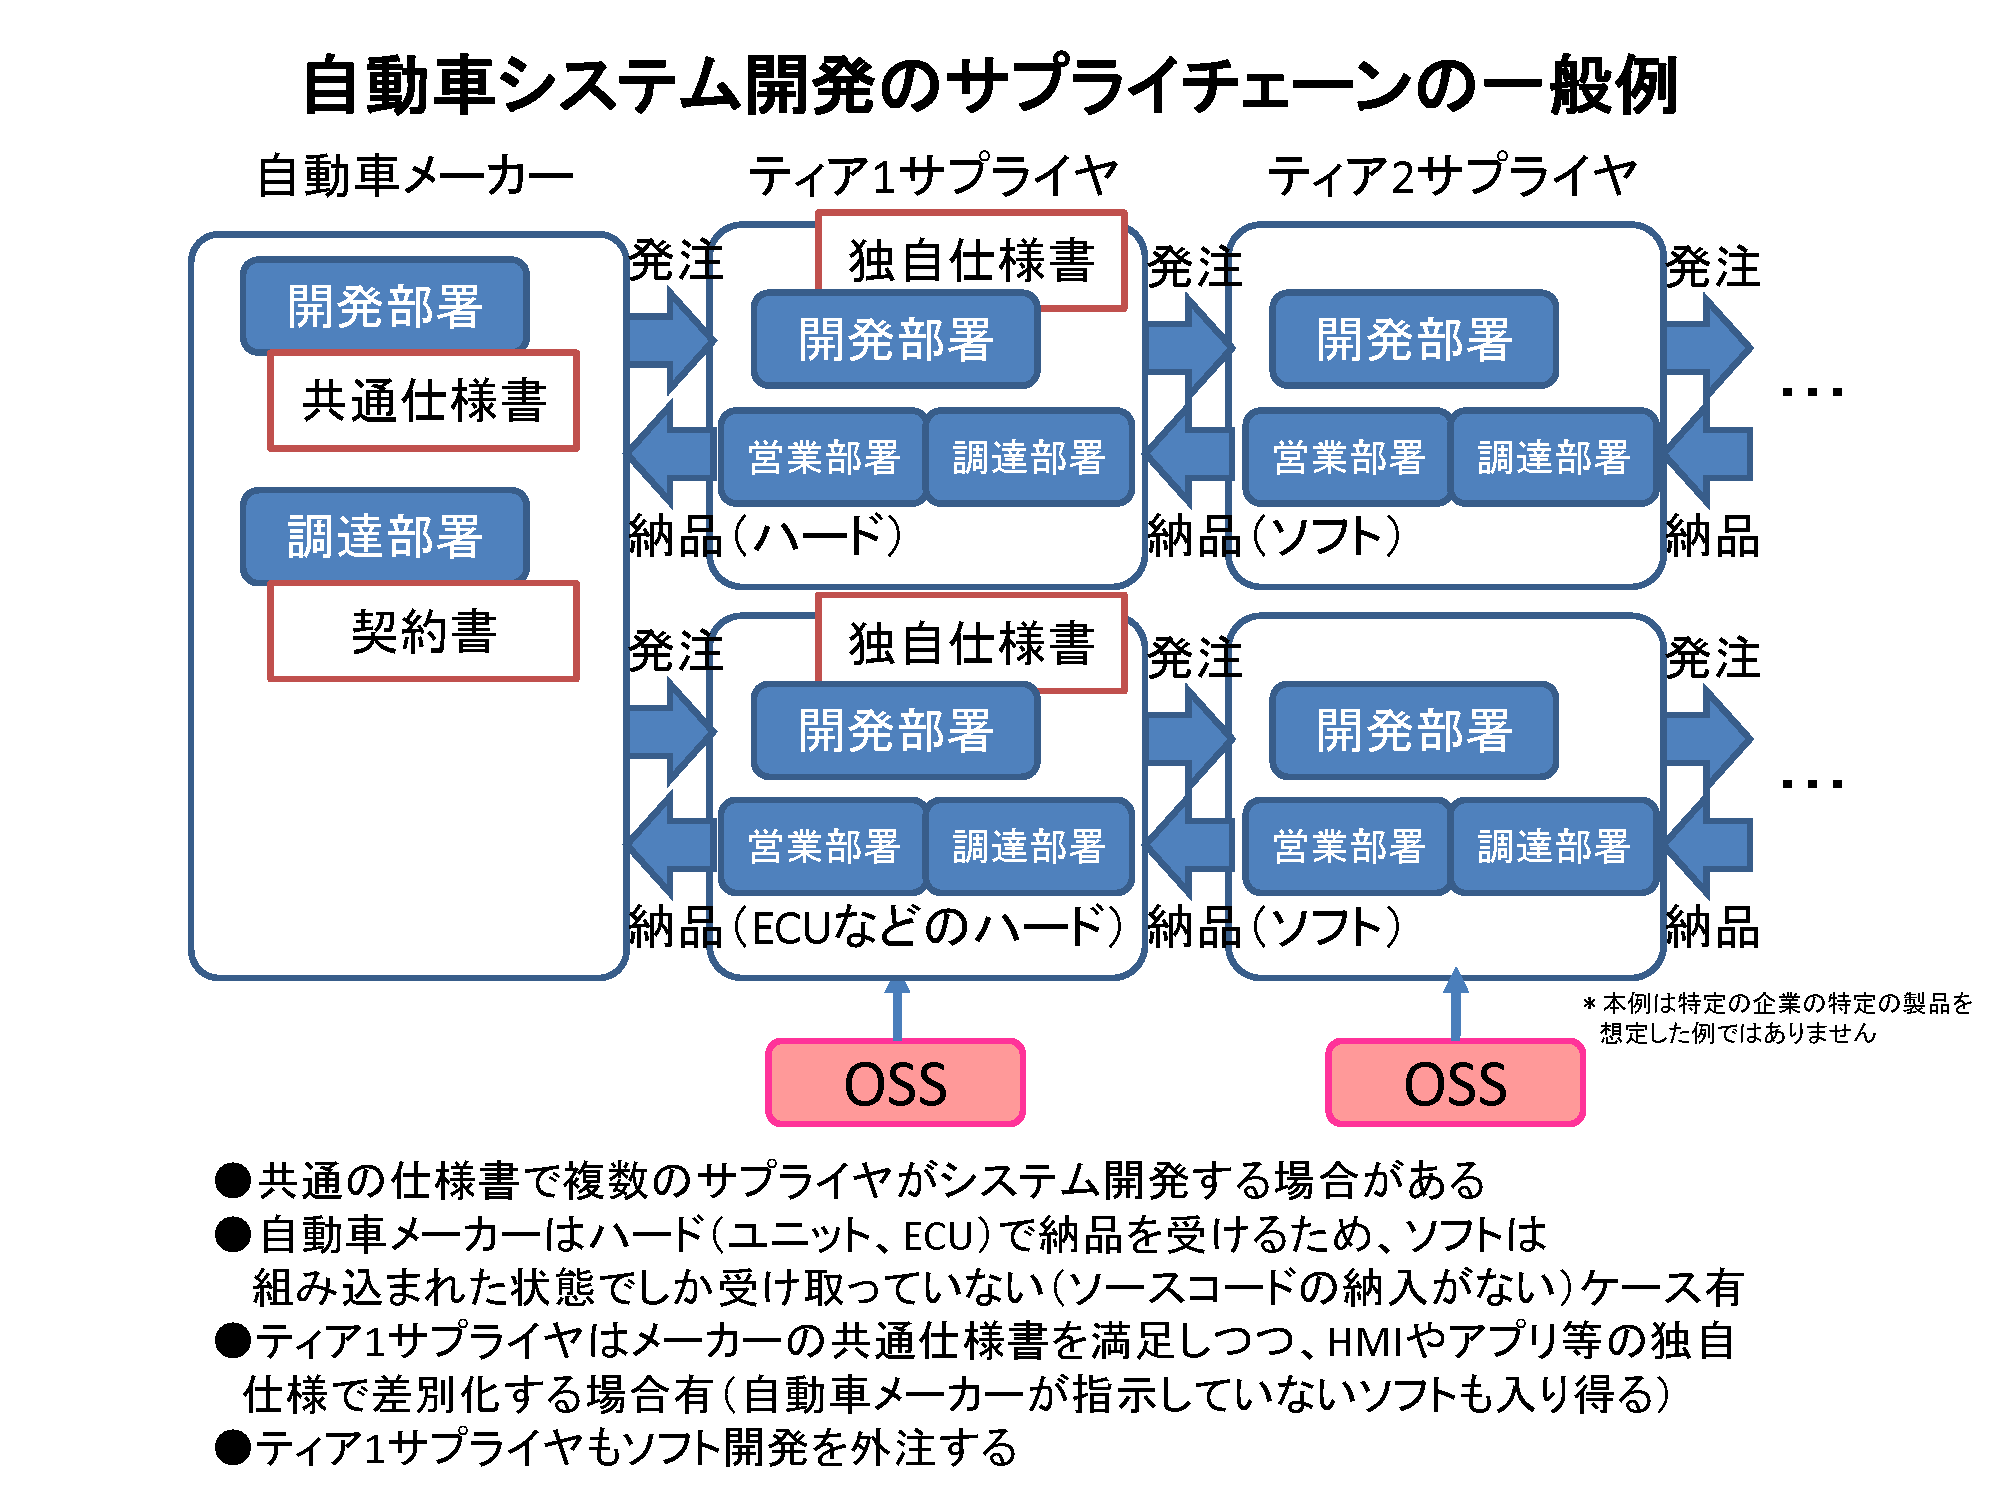 自動車システム開発のサプライチェーンの一般例
自動車メーカー
ティア1サプライヤ
ティア2サプライヤ
開発部署
共通仕様書
調達部署
契約書
発注
独自仕様書
開発部署
営業部署
調達部署
納品（ハード）
発注
開発部署
営業部署
調達部署
納品（ソフト）
発注
・・・
納品
発注
独自仕様書
開発部署
営業部署
調達部署
納品（ECUなどのハード）
発注
開発部署
営業部署
調達部署
納品（ソフト）
発注
・・・
納品
OSS
OSS
＊本例は特定の企業の特定の製品を
想定した例ではありません
●共通の仕様書で複数のサプライヤがシステム開発する場合がある
●自動車メーカーはハード（ユニット、ECU）で納品を受けるため、ソフトは
組み込まれた状態でしか受け取っていない（ソースコードの納入がない）ケース有
●ティア1サプライヤはメーカーの共通仕様書を満足しつつ、HMIやアプリ等の独自
仕様で差別化する場合有（自動車メーカーが指示していないソフトも入り得る）
●ティア1サプライヤもソフト開発を外注する